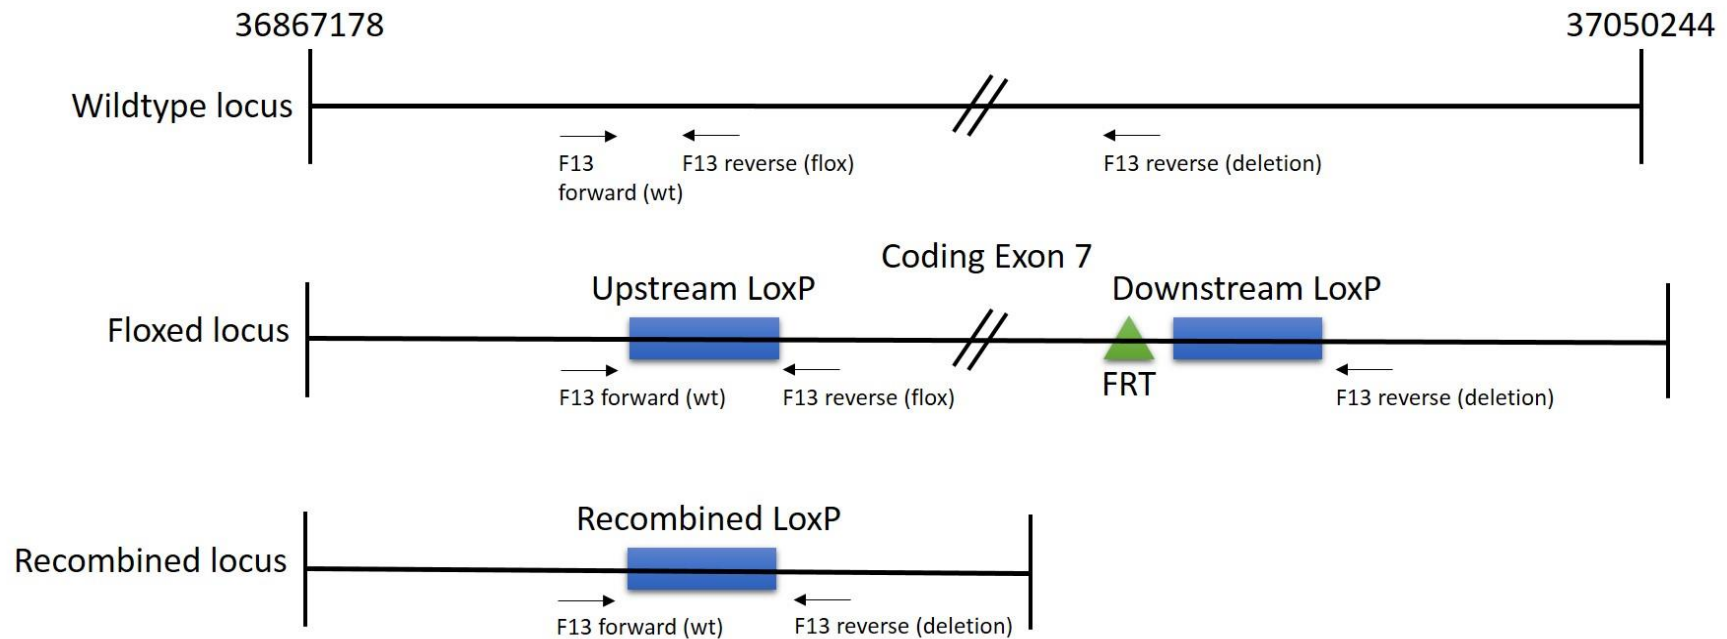 36867178
37050244
Wildtype locus
F13
forward (wt)
F13 reverse (flox)
F13 reverse (deletion)
Coding Exon 7
Upstream LoxP
Downstream LoxP
Floxed locus
FRT
F13 forward (wt)
F13 reverse (flox)
F13 reverse (deletion)
Recombined LoxP
Recombined locus
F13 forward (wt)
F13 reverse (deletion)